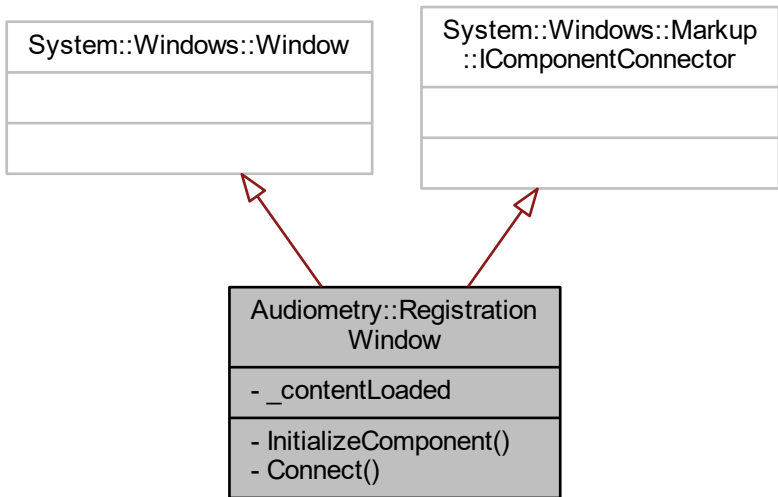 System::Windows::Window
System::Windows::Markup
::IComponentConnector
Audiometry::Registration
Window
- _contentLoaded
- InitializeComponent()
- Connect()